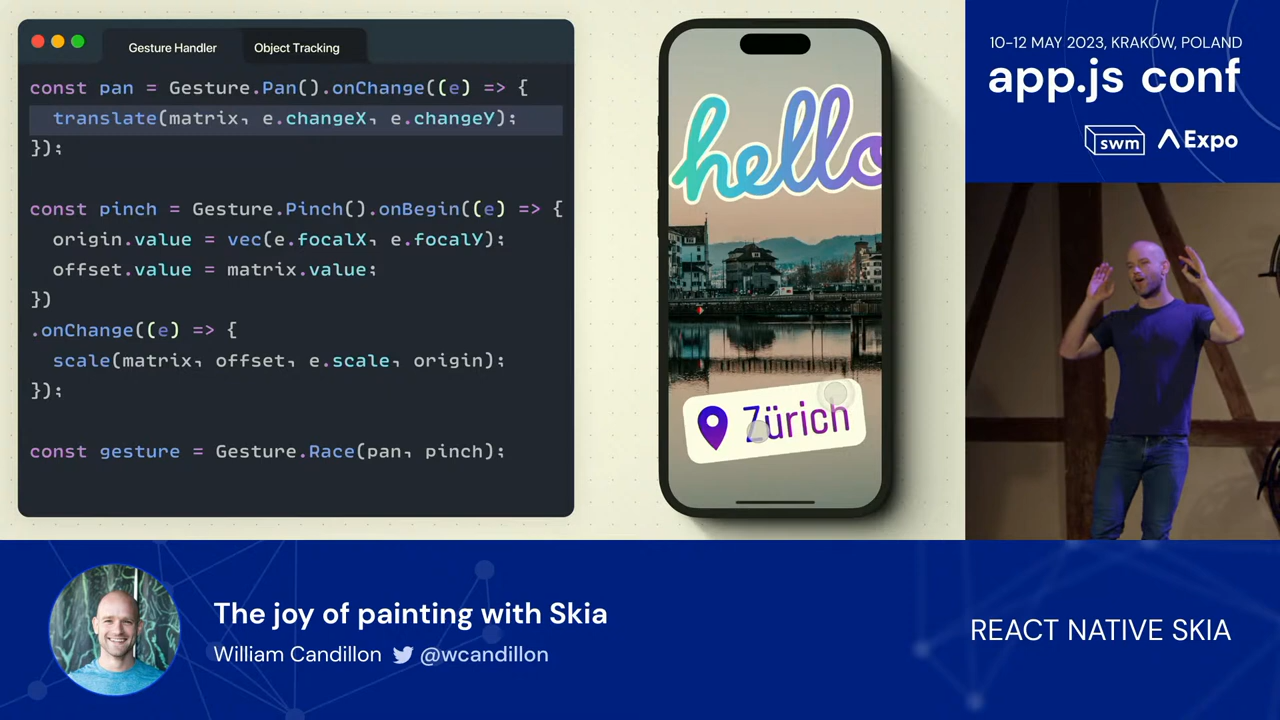 Gesture Handler
Object Tracking
const pan = Gesture.Pan().onChange((e) => {
translate(matrix, e.changeX, e.changeY);
});
const pinch = Gesture.Pinch().onBegin((e) => {
origin.value = vec(e.focalX, e.focalY);
offset.value = matrix.value;
})
.onChange((e) => {
scale(matrix, offset, e.scale, origin);
});
const gesture = Gesture.Race(pan, pinch);
hello
Zürich
10-12 MAY 2023, KRAKÓW, POLAND
app.js conf
swm
Expo
The joy of painting with Skia
William Candillon @wcandillon
REACT NATIVE SKIA